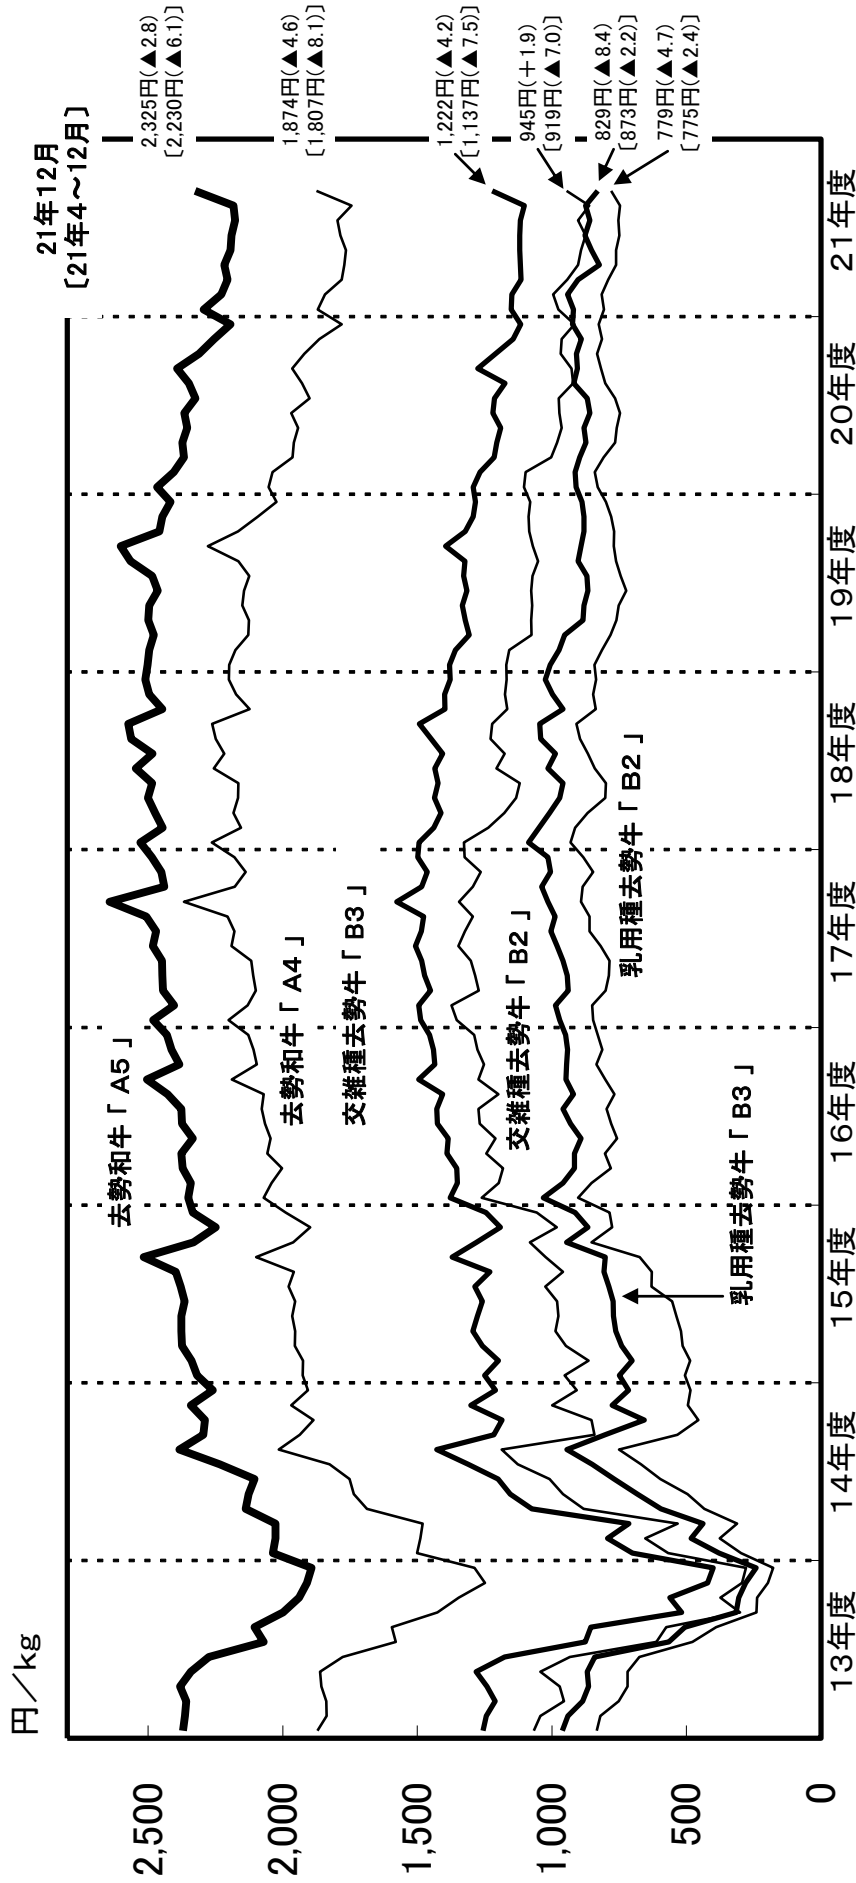 円／kg
2,500
2,000
1,500
1,000
500
0
13年度
14年度
15年度
16年度
17年度
18年度
19年度
20年度
21年度
去勢和牛「A5」
去勢和牛「A4」
交雑種去勢牛「B3」
交雑種去勢牛「B2」
乳用種去勢牛「B2」
乳用種去勢牛「B3」
21年12月
[21年4～12月]
2,325円(▲2.8)
[2,230円(▲6.1)]
1,874円(▲4.6)
[1,807円(▲8.1)]
1,222円(▲4.2)
[1,137円(▲7.5)]
945円(＋1.9)
[919円(▲7.0)]
829円(▲8.4)
[873円(▲2.2)]
779円(▲4.7)
[775円(▲2.4)]